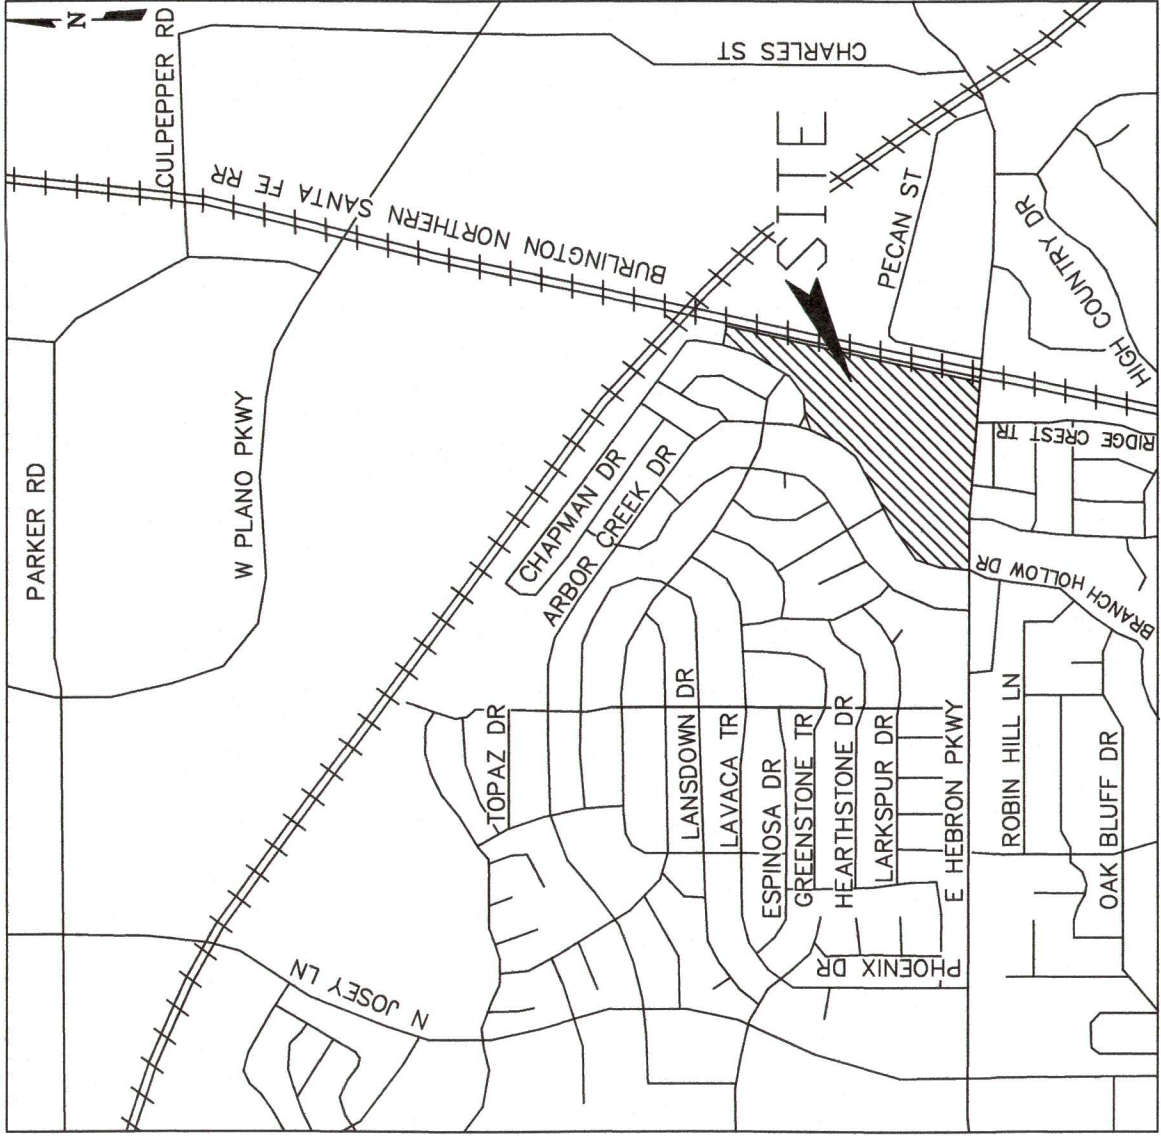 N
CULPEPPER RD
CHARLES ST
BURLINGTON NORTHERN SANTA FE RR
SITE
PECAN ST
HIGH COUNTRY DR
PARKER RD
W PLANO PKWY
CHAPMAN DR
ARBOR CREEK DR
RIDGE CREST TR
BRANCH HOLLOW DR
TOPAZ DR
LANSDOWN DR
LAVACA TR
ESPINOSA DR
GREENSTONE TR
HEARTHSTONE DR
LARKSPUR DR
E HEBRON PKWY
ROBIN HILL LN
OAK BLUFF DR
PHOENIX DR
N JOSEY LN